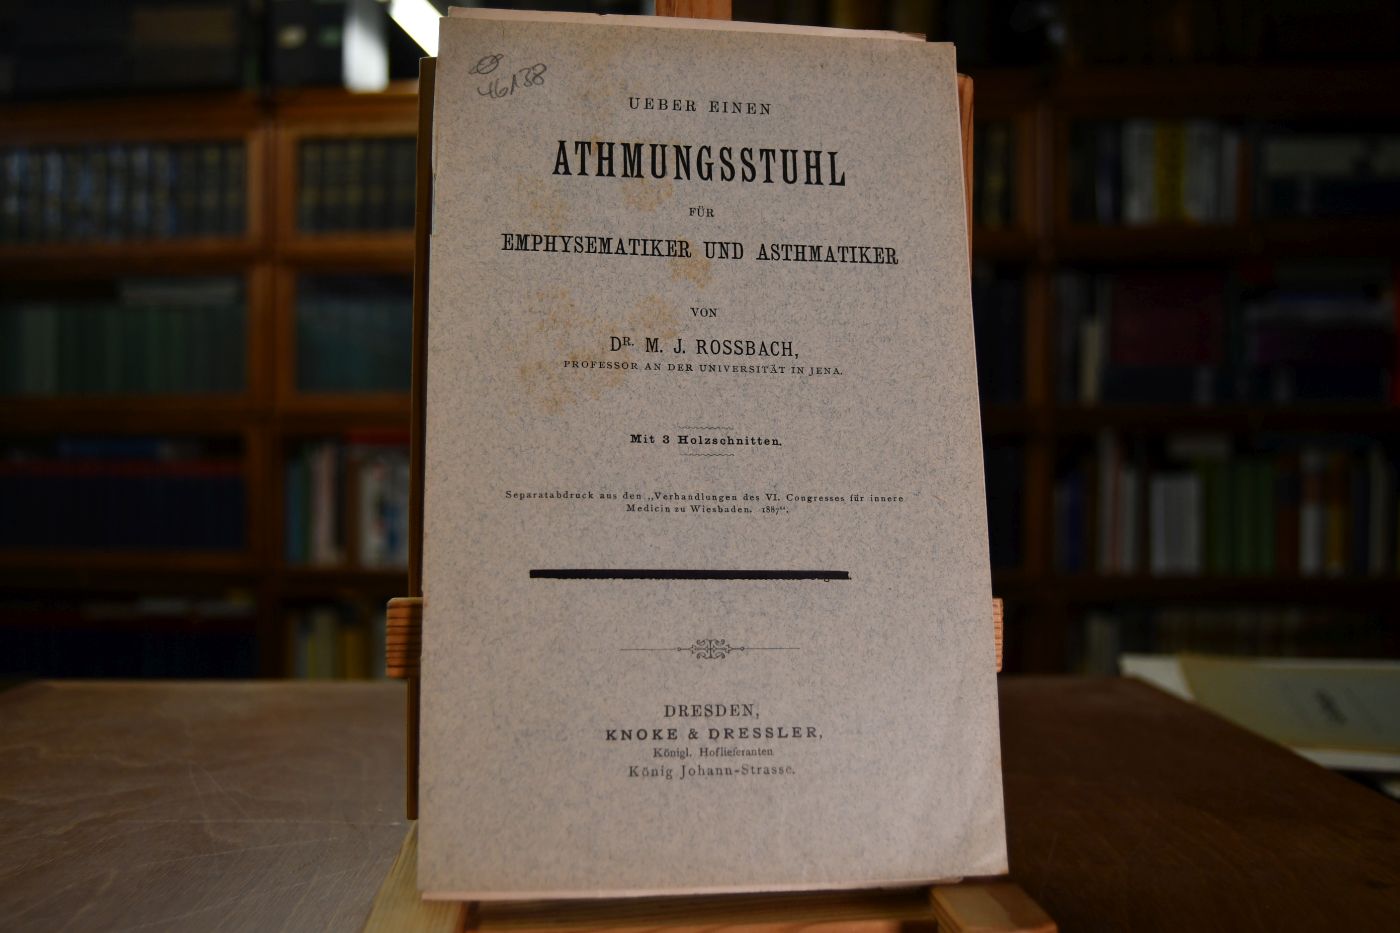 46138
UEBER EINEN
ATHMUNGSSTUHL
FÜR
EMPHYSEMATIKER UND ASTHMATIKER
VON
DR. M. J. ROSSBACH,
PROFESSOR AN DER UNIVERSITÄT IN JENA.
Mit 3 Holzschnitten.
Separatabdruck aus den „Verhandlungen des VI. Congresses für innere
Medicin zu Wiesbaden. 1887“.
DRESDEN,
KNOKE & DRESSLER,
Königl. Hoflieferanten
König Johann-Strasse.